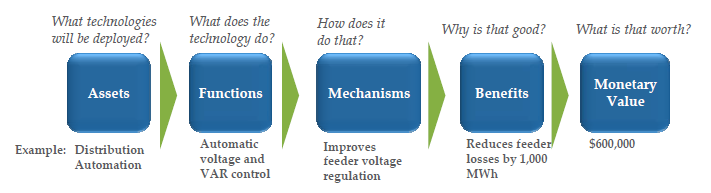 What technologies
will be deployed?
What does the
technology do?
How does it
do that?
Why is that good?
What is that worth?
Assets
Functions
Mechanisms
Benefits
Monetary
Value
Example: Distribution
Automation
Automatic
voltage and
VAR control
Improves
feeder voltage
regulation
Reduces feeder
losses by 1,000
MWh
$600,000